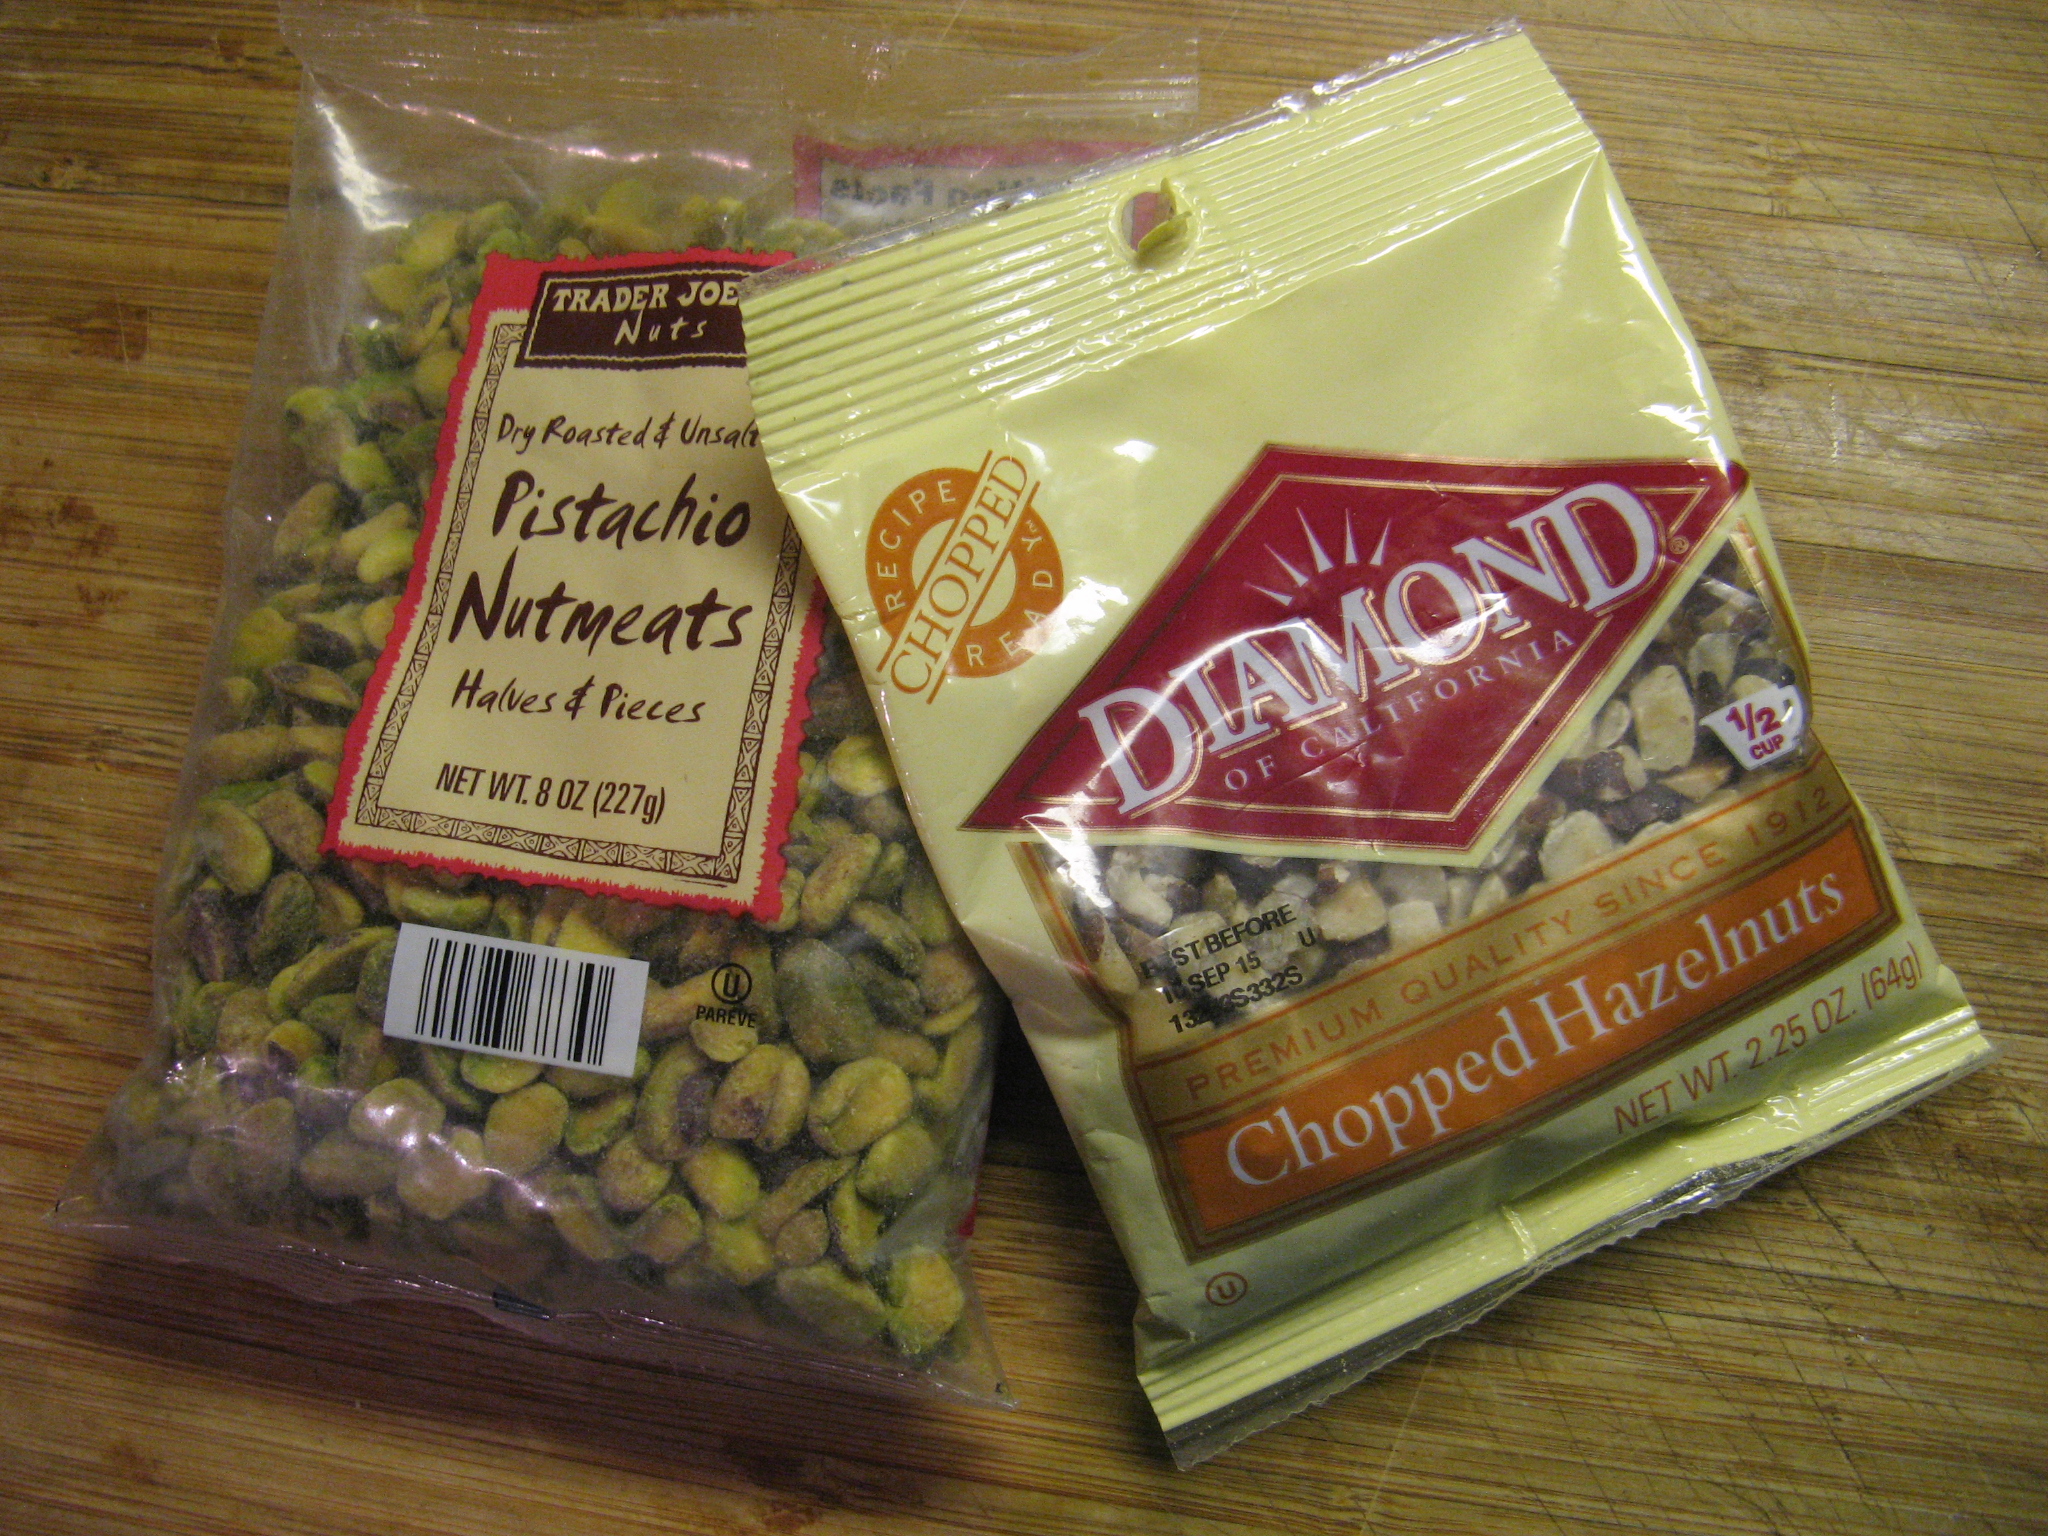 TRADER JOE
Nuts
Dry Roasted & Unsalt
Pistachio
Nutmeats
Halves & Pieces
NET WT. 8 OZ (227g)
U
PAREVE
RECIPE
CHOPPED
READY™
DIAMOND®
OF CALIFORNIA
1/2
CUP
BEST BEFORE
SEP 15 U
PREMIUM QUALITY SINCE 1912
Chopped Hazelnuts
NET WT. 2.25 OZ. (64g)
U